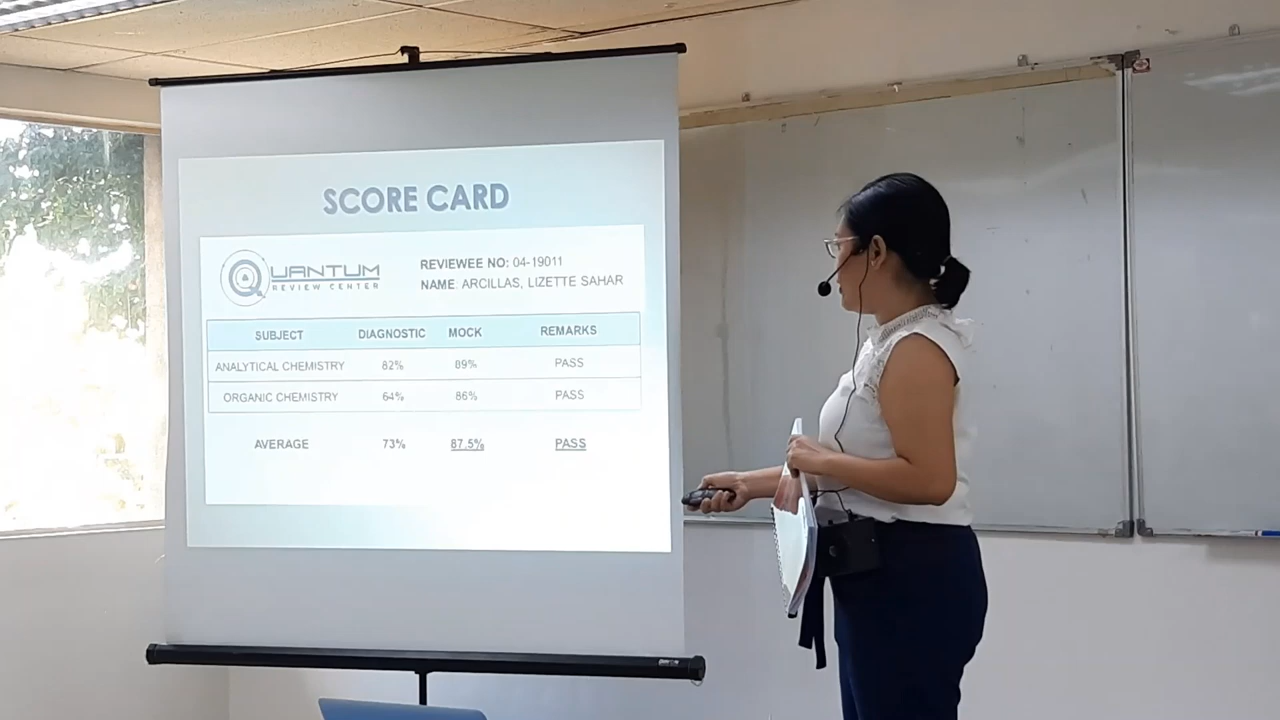 SCORE CARD
QUANTUM
REVIEW CENTER
REVIEWEE NO: 04-19011
NAME: ARCILLAS, LIZETTE SAHAR
SUBJECT DIAGNOSTIC MOCK REMARKS
ANALYTICAL CHEMISTRY 82% 89% PASS
ORGANIC CHEMISTRY 64% 86% PASS
AVERAGE 73% 87.5% PASS